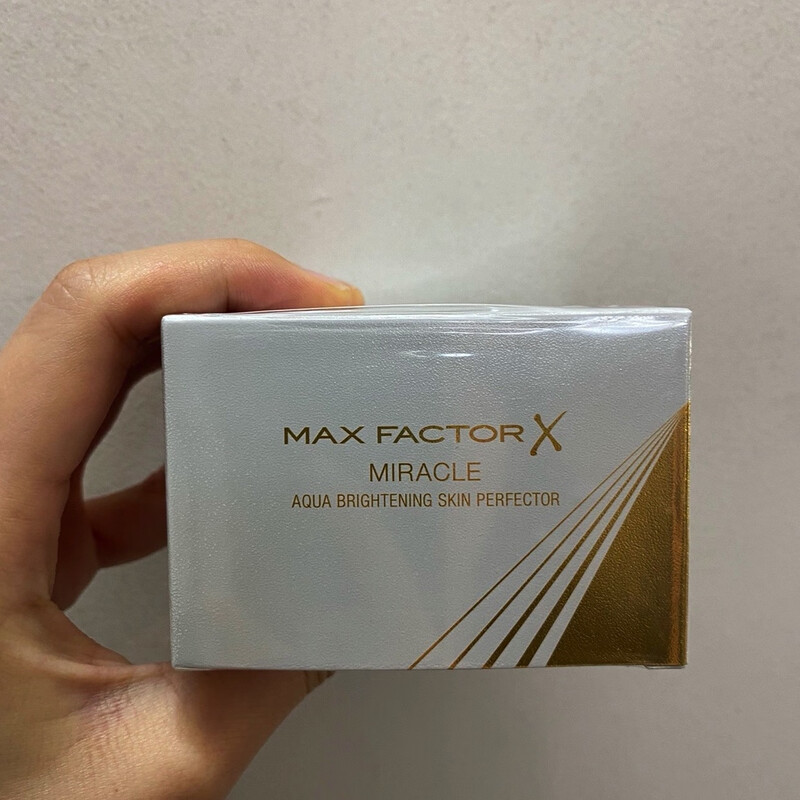 MAX FACTOR X
MIRACLE
AQUA BRIGHTENING SKIN PERFECTOR